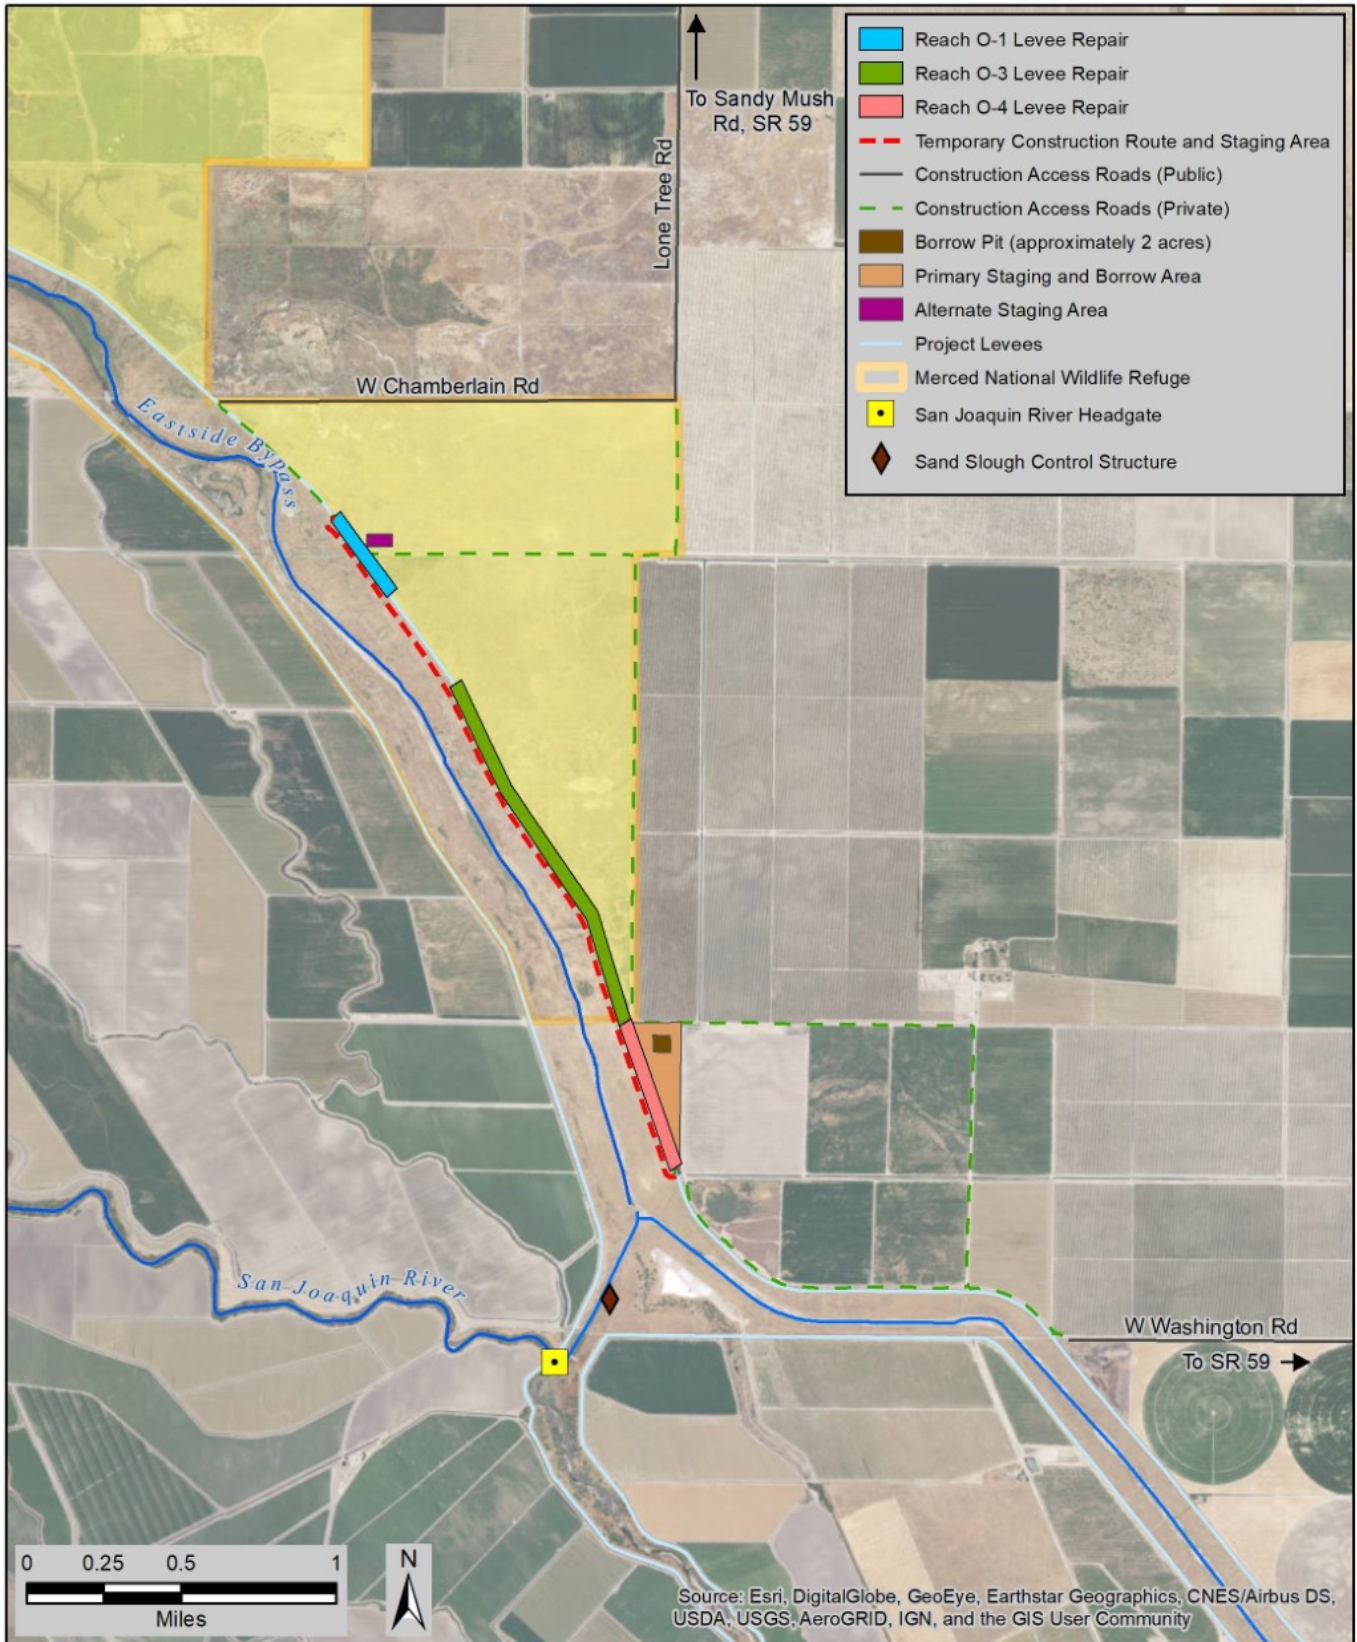 To Sandy Mush
Rd, SR 59
Lone Tree Rd
Reach O-1 Levee Repair
Reach O-3 Levee Repair
Reach O-4 Levee Repair
Temporary Construction Route and Staging Area
Construction Access Roads (Public)
Construction Access Roads (Private)
Borrow Pit (approximately 2 acres)
Primary Staging and Borrow Area
Alternate Staging Area
Project Levees
Merced National Wildlife Refuge
San Joaquin River Headgate
Sand Slough Control Structure
W Chamberlain Rd
Eastside Bypass
San Joaquin River
W Washington Rd
To SR 59
0 0.25 0.5 1
Miles
N
Source: Esri, DigitalGlobe, GeoEye, Earthstar Geographics, CNES/Airbus DS,
USDA, USGS, AeroGRID, IGN, and the GIS User Community